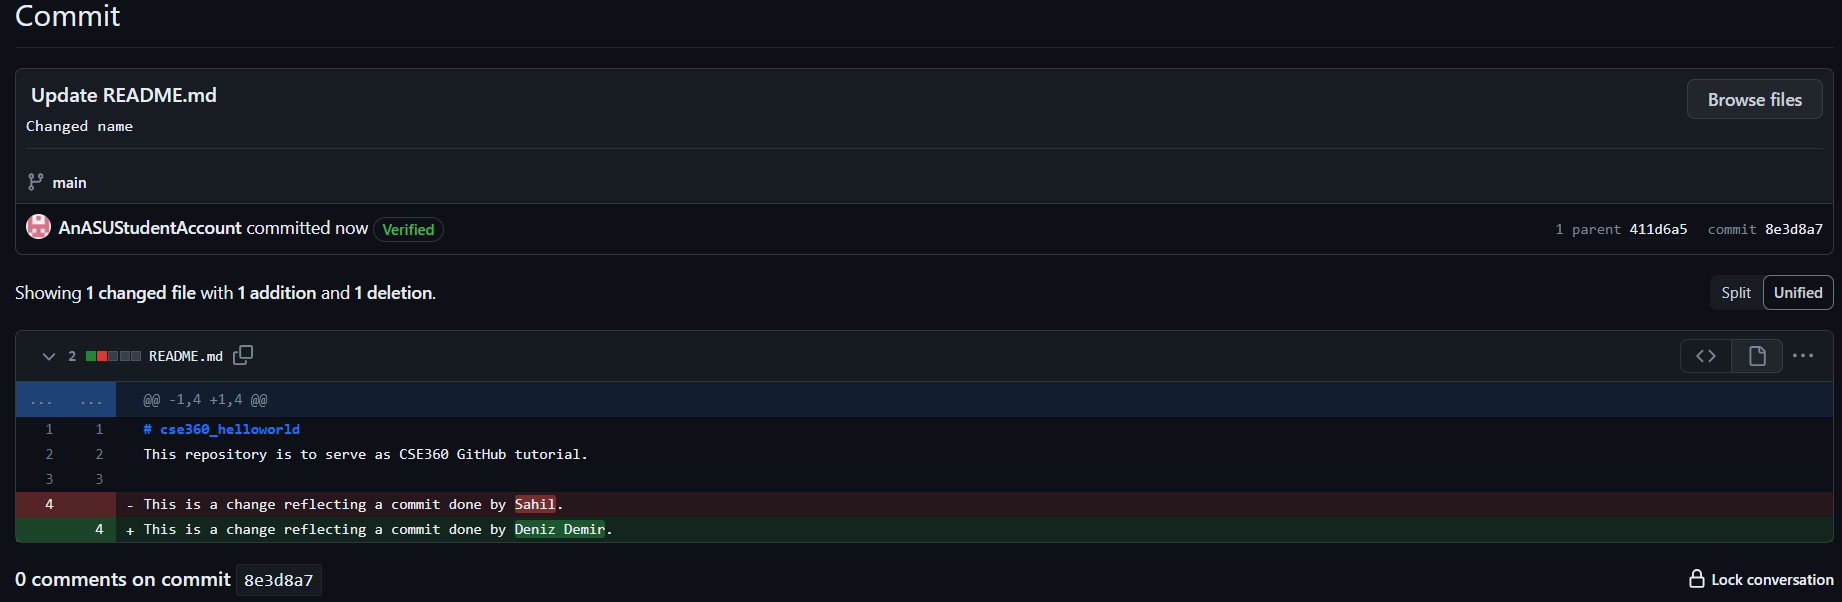 Commit
Update README.md
Browse files
Changed name
main
AnASUStudentAccount committed now Verified
1 parent 411d6a5 commit 8e3d8a7
Showing 1 changed file with 1 addition and 1 deletion.
Split Unified
2 README.md
... ... @@ -1,4 +1,4 @@
1 1 # cse360_helloworld
2 2 This repository is to serve as CSE360 GitHub tutorial.
3 3
4 - This is a change reflecting a commit done by Sahil.
4 + This is a change reflecting a commit done by Deniz Demir.
0 comments on commit 8e3d8a7
Lock conversation